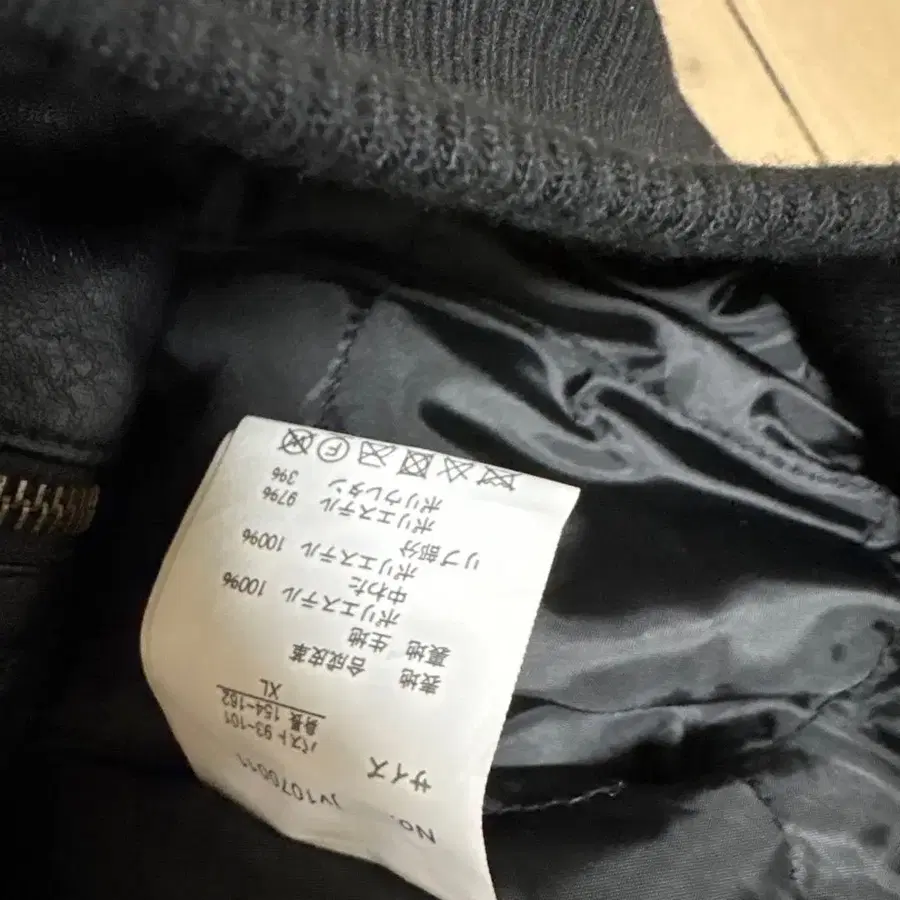 No. jv1070011
サイズ
バスト 93-101
身長 154-162
XL
表地 合成皮革
裏地
生地 ポリエステル 100%
中わた
ポリエステル 100%
リブ部分
ポリエステル 97%
ポリウレタン 3%
F